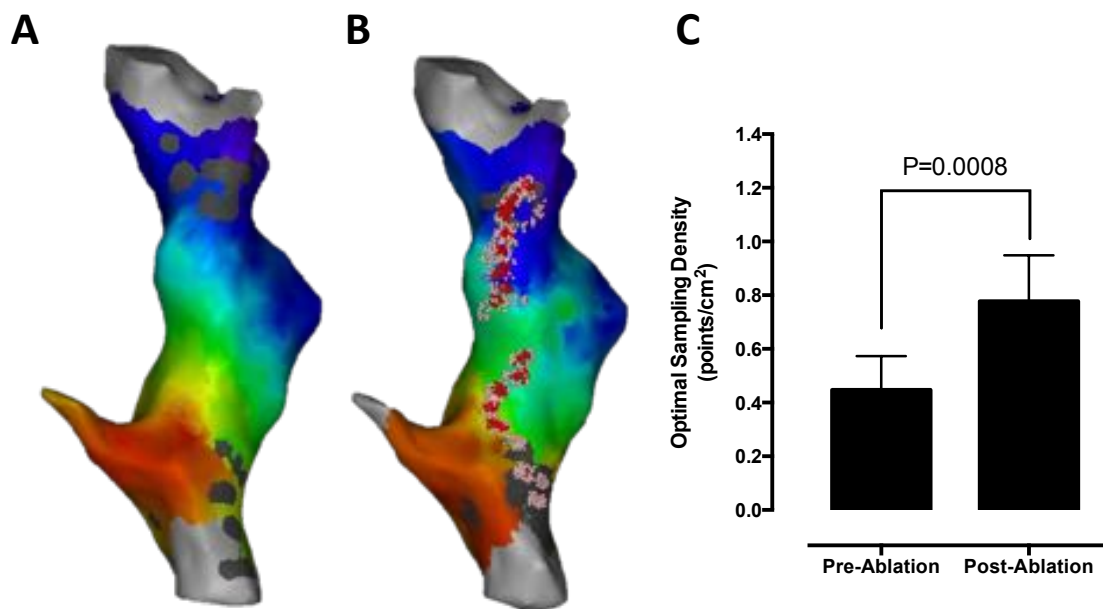 A
B
C
P=0.0008
Optimal Sampling Density
(points/cm²)
1.4
1.2
1.0
0.8
0.6
0.4
0.2
0.0
Pre-Ablation
Post-Ablation